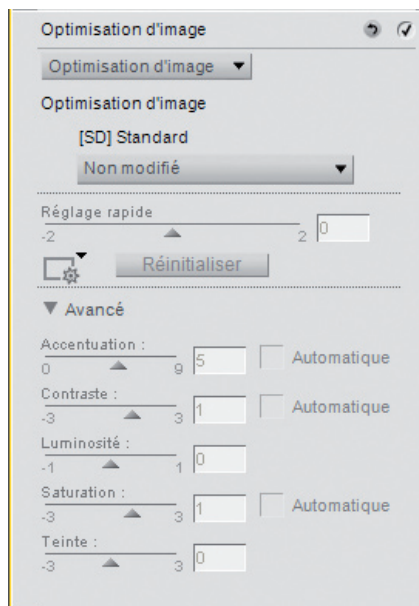 Optimisation d'image
Optimisation d'image
Optimisation d'image
[SD] Standard
Non modifié
Réglage rapide
-2 2 0
Réinitialiser
Avancé
Accentuation :
0 9 5 Automatique
Contraste :
-3 3 1 Automatique
Luminosité :
-1 1 0
Saturation :
-3 3 1 Automatique
Teinte :
-3 3 0